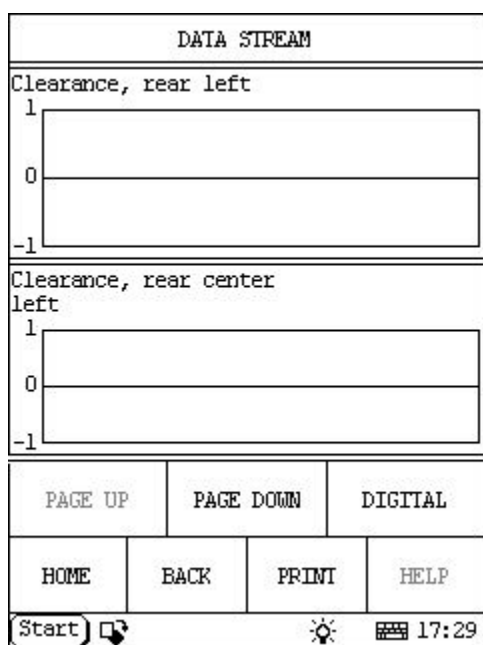 DATA STREAM
Clearance, rear left
1
0
-1
Clearance, rear center
left
1
0
-1
PAGE UP PAGE DOWN DIGITAL
HOME BACK PRINT HELP
Start 17:29